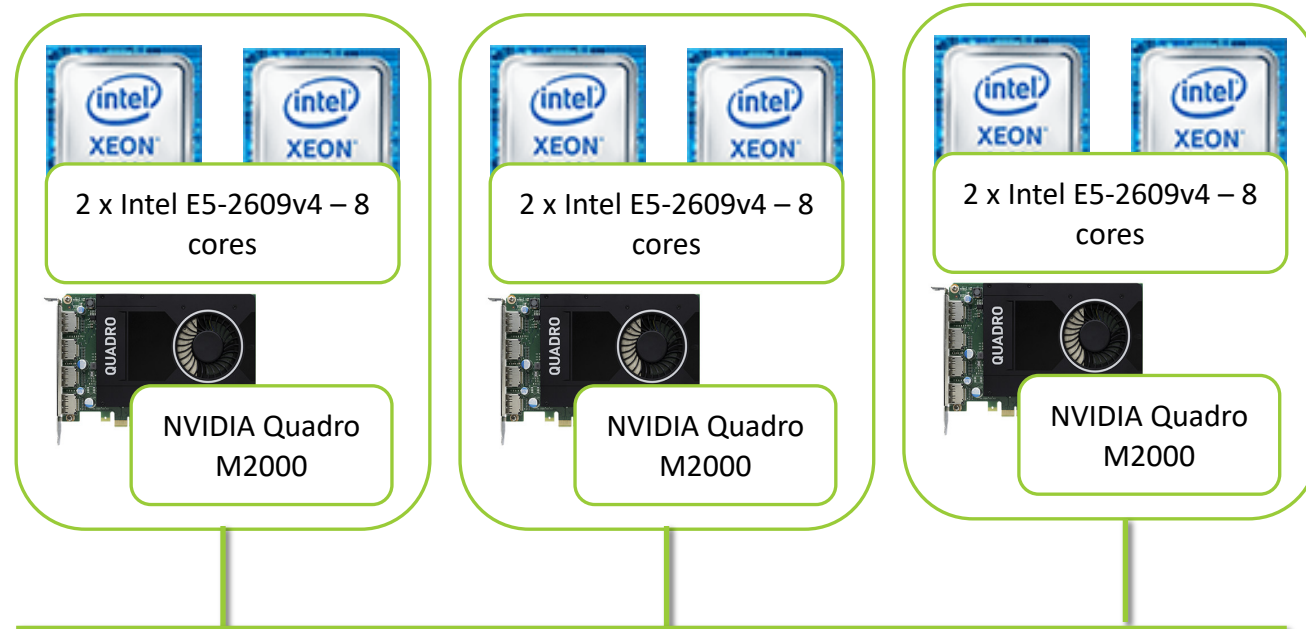 intel
XEON
intel
XEON
2 x Intel E5-2609v4 – 8
cores
QUADRO
NVIDIA Quadro
M2000
intel
XEON
intel
XEON
2 x Intel E5-2609v4 – 8
cores
QUADRO
NVIDIA Quadro
M2000
intel
XEON
intel
XEON
2 x Intel E5-2609v4 – 8
cores
QUADRO
NVIDIA Quadro
M2000